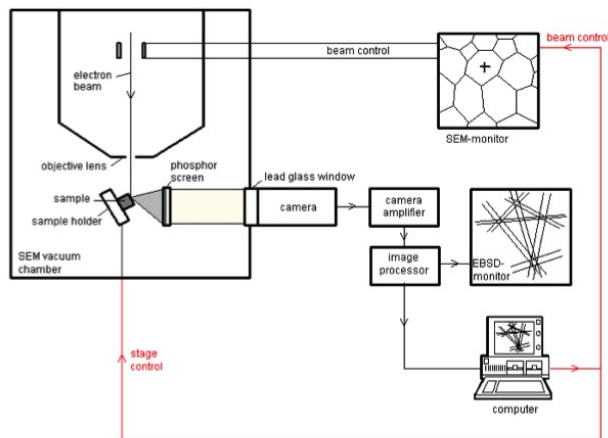 beam control
beam control
electron
beam
SEM-monitor
objective lens
phosphor
screen
lead glass window
sample
sample holder
camera
camera
amplifier
SEM vacuum
chamber
image
processor
EBSD-
monitor
stage
control
computer